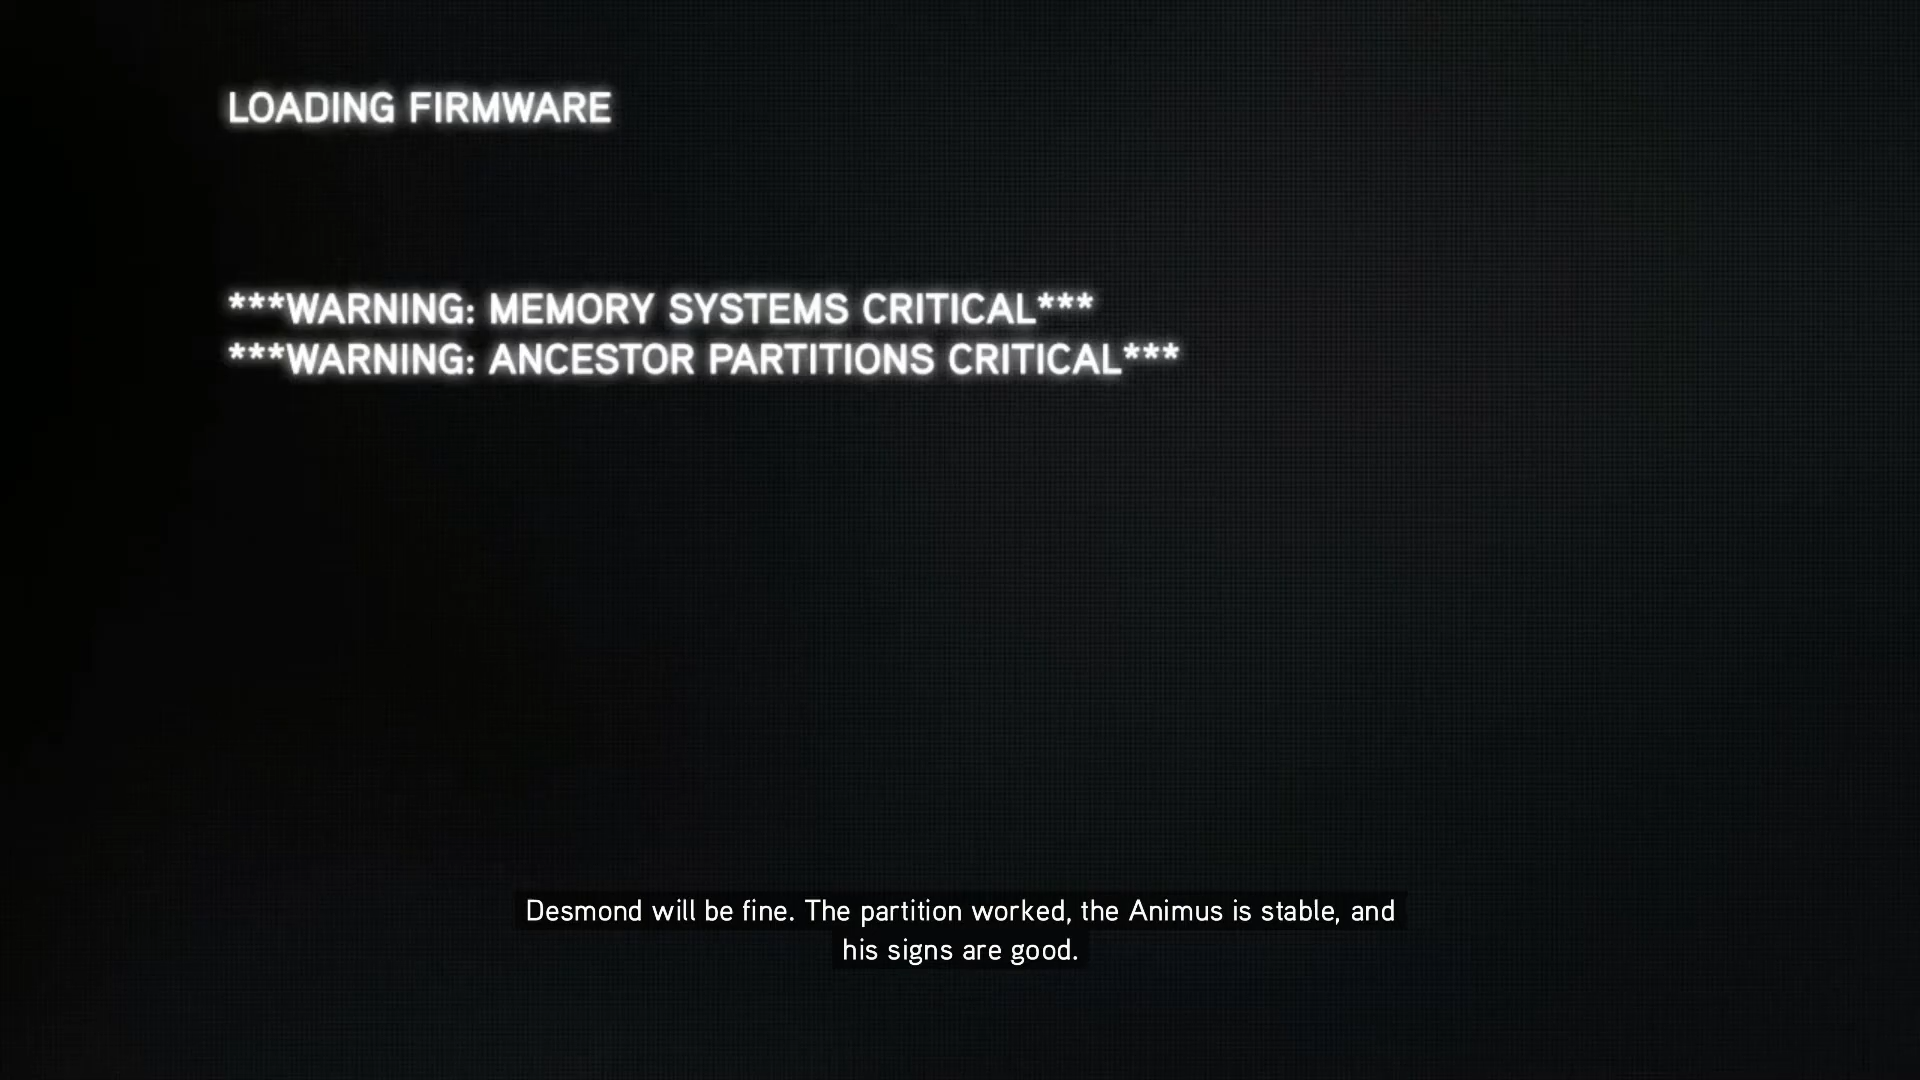 LOADING FIRMWARE
***WARNING: MEMORY SYSTEMS CRITICAL***
***WARNING: ANCESTOR PARTITIONS CRITICAL***
Desmond will be fine. The partition worked, the Animus is stable, and
his signs are good.